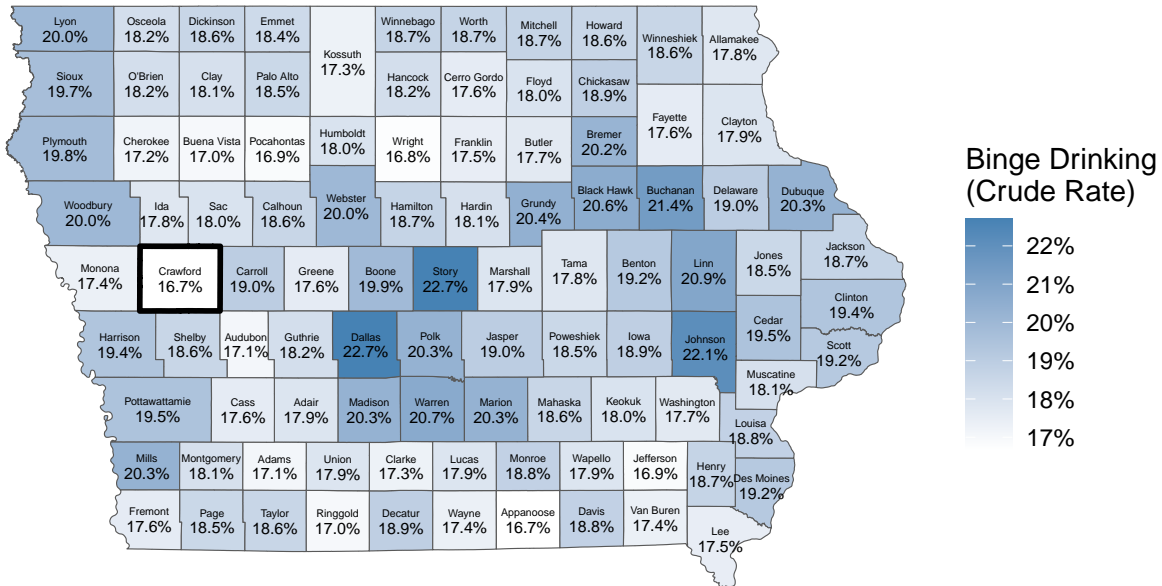 Lyon
20.0%
Osceola
18.2%
Dickinson
18.6%
Emmet
18.4%
Kossuth
17.3%
Winnebago
18.7%
Worth
18.7%
Mitchell
18.7%
Howard
18.6%
Winneshiek
18.6%
Allamakee
17.8%
Sioux
19.7%
O'Brien
18.2%
Clay
18.1%
Palo Alto
18.5%
Hancock
18.2%
Cerro Gordo
17.6%
Floyd
18.0%
Chickasaw
18.9%
Fayette
17.6%
Clayton
17.9%
Plymouth
19.8%
Cherokee
17.2%
Buena Vista
17.0%
Pocahontas
16.9%
Humboldt
18.0%
Wright
16.8%
Franklin
17.5%
Butler
17.7%
Bremer
20.2%
Woodbury
20.0%
Ida
17.8%
Sac
18.0%
Calhoun
18.6%
Webster
20.0%
Hamilton
18.7%
Hardin
18.1%
Grundy
20.4%
Black Hawk
20.6%
Buchanan
21.4%
Delaware
19.0%
Dubuque
20.3%
Monona
17.4%
Crawford
16.7%
Carroll
19.0%
Greene
17.6%
Boone
19.9%
Story
22.7%
Marshall
17.9%
Tama
17.8%
Benton
19.2%
Linn
20.9%
Jones
18.5%
Jackson
18.7%
Clinton
19.4%
Harrison
19.4%
Shelby
18.6%
Audubon
17.1%
Guthrie
18.2%
Dallas
22.7%
Polk
20.3%
Jasper
19.0%
Poweshiek
18.5%
Iowa
18.9%
Johnson
22.1%
Cedar
19.5%
Scott
19.2%
Muscatine
18.1%
Pottawattamie
19.5%
Cass
17.6%
Adair
17.9%
Madison
20.3%
Warren
20.7%
Marion
20.3%
Mahaska
18.6%
Keokuk
18.0%
Washington
17.7%
Louisa
18.8%
Mills
20.3%
Montgomery
18.1%
Adams
17.1%
Union
17.9%
Clarke
17.3%
Lucas
17.9%
Monroe
18.8%
Wapello
17.9%
Jefferson
16.9%
Henry
18.7%
Des Moines
19.2%
Fremont
17.6%
Page
18.5%
Taylor
18.6%
Ringgold
17.0%
Decatur
18.9%
Wayne
17.4%
Appanoose
16.7%
Davis
18.8%
Van Buren
17.4%
Lee
17.5%
Binge Drinking
(Crude Rate)
22%
21%
20%
19%
18%
17%